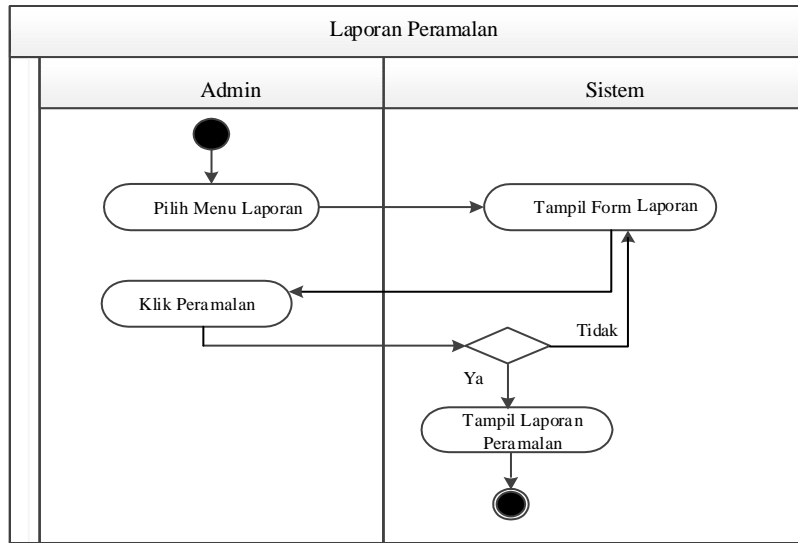 Laporan Peramalan
Admin
Sistem
Pilih Menu Laporan
Tampil Form Laporan
Klik Peramalan
Tidak
Ya
Tampil Laporan
Peramalan